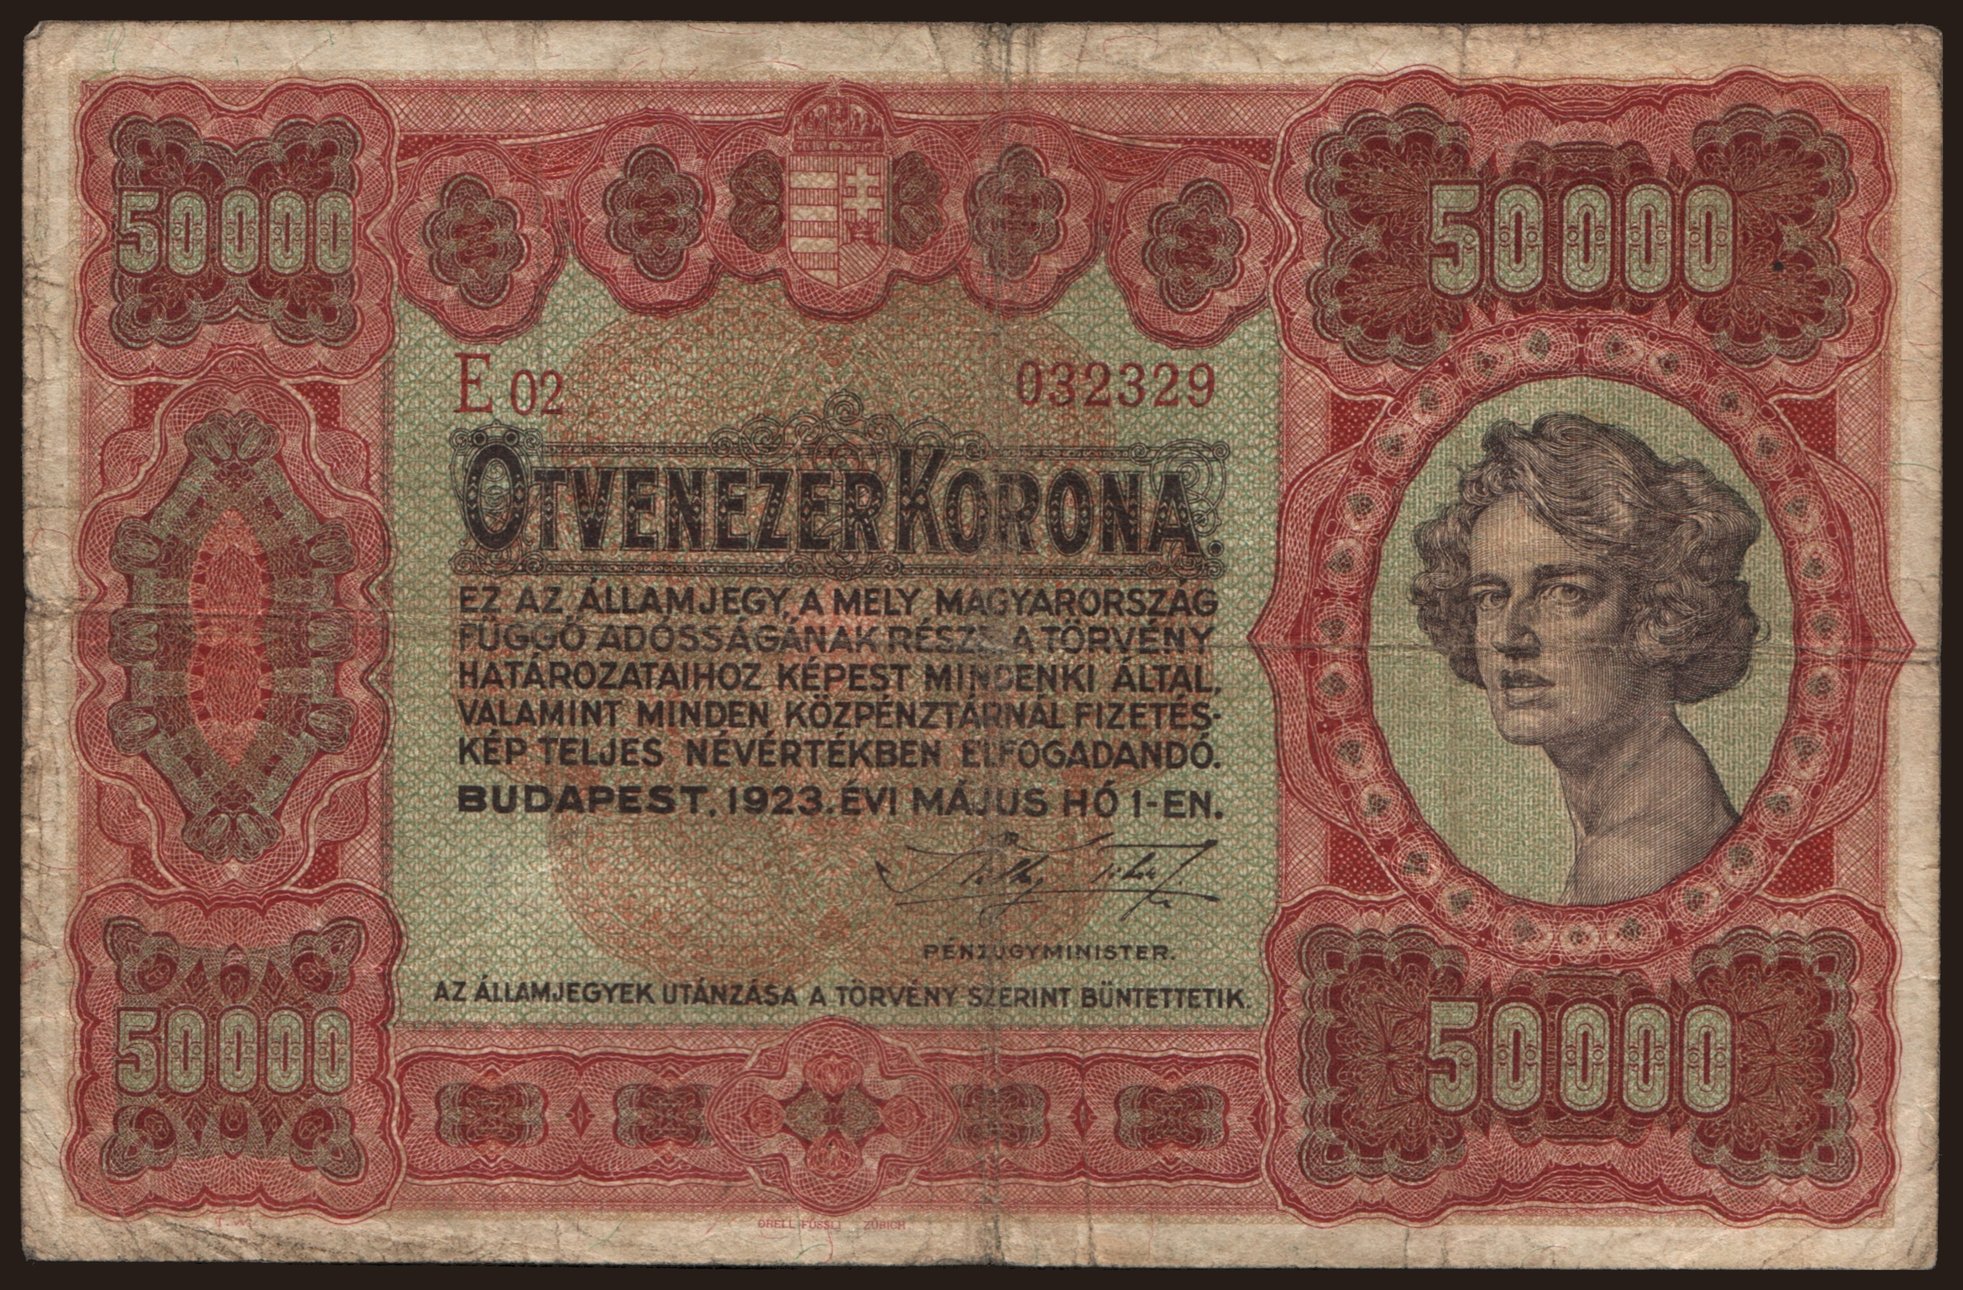 50000
50000
E 02
032329
ÖTVENEZER KORONA.
EZ AZ ÁLLAMJEGY, A MELY MAGYARORSZÁG
FÜGGŐ ADÓSSÁGÁNAK RÉSZE, A TÖRVÉNY
HATÁROZATAIHOZ KÉPEST MINDENKI ÁLTAL,
VALAMINT MINDEN KÖZPÉNZTÁRNÁL FIZETÉS-
KÉP TELJES NÉVÉRTÉKBEN ELFOGADANDÓ.
BUDAPEST, 1923. ÉVI MÁJUS HÓ 1-EN.
PÉNZÜGYMINISTER.
AZ ÁLLAMJEGYEK UTÁNZÁSA A TÖRVÉNY SZERINT BÜNTETTETIK.
50000
50000
ORELL FÜSSLI ZÜRICH